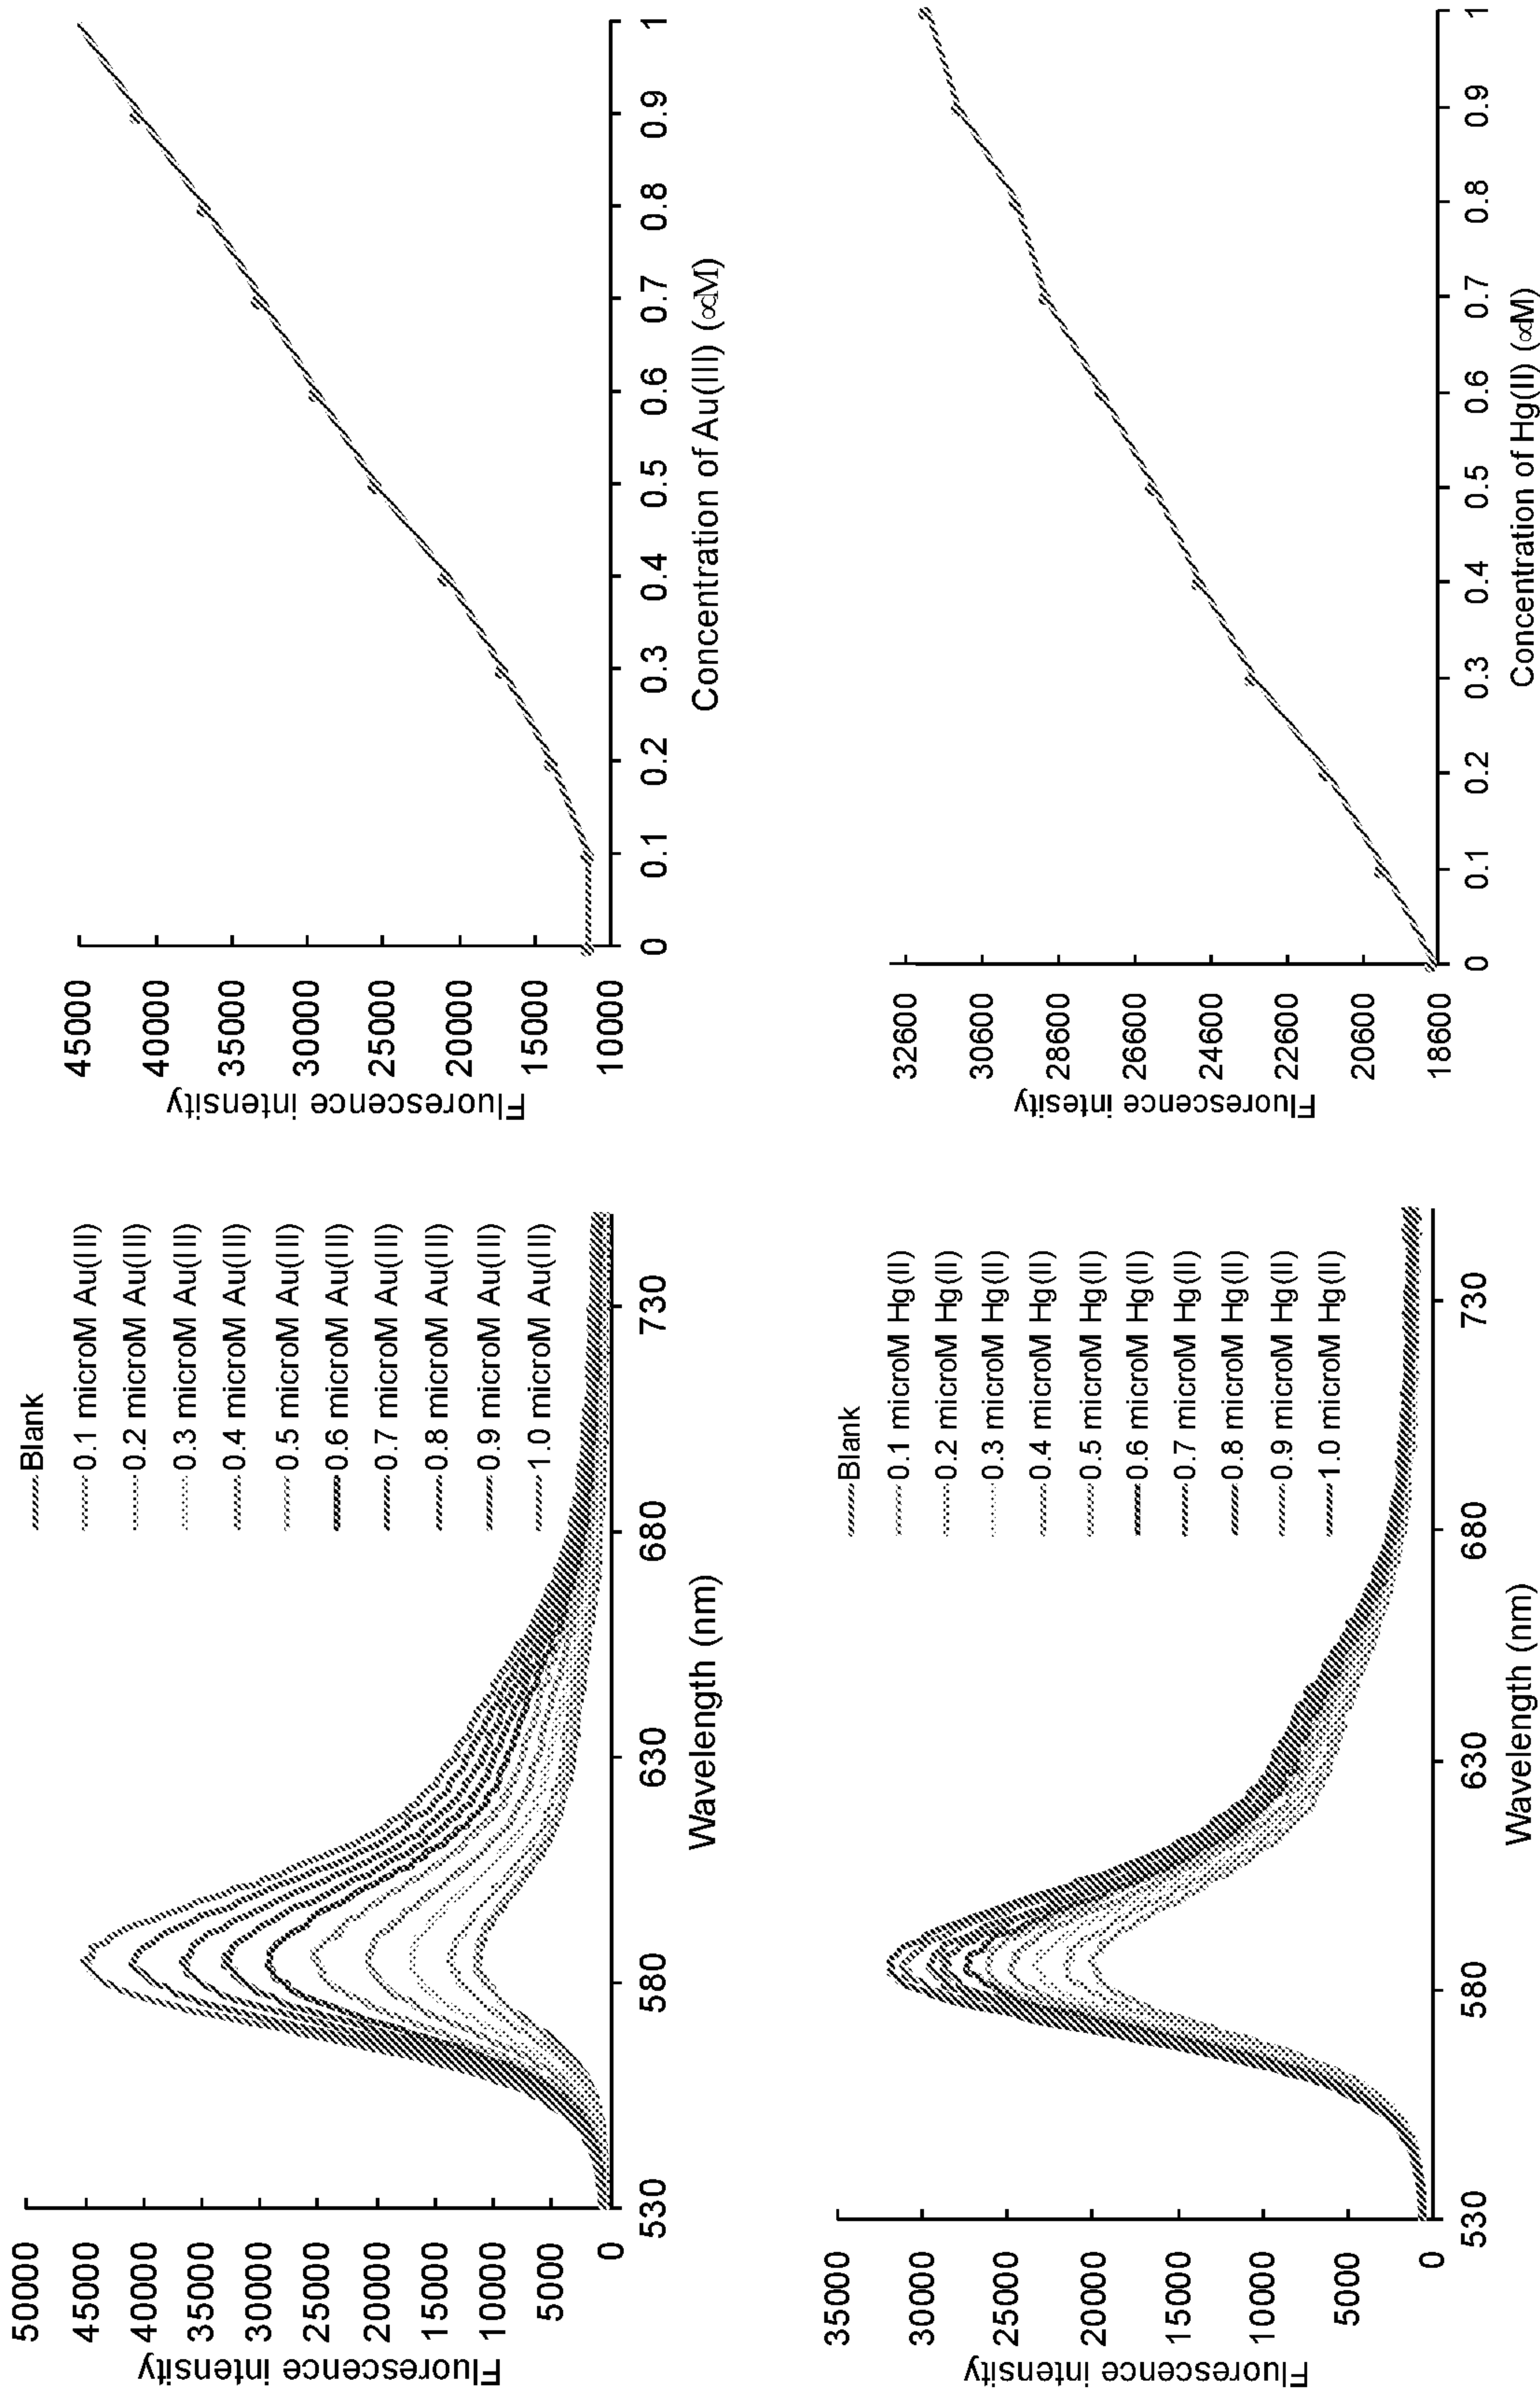 Fluorescence intensity
50000
45000
40000
35000
30000
25000
20000
15000
10000
5000
0
530
580
630
680
730
Wavelength (nm)
Blank
0.1 microM Au(III)
0.2 microM Au(III)
0.3 microM Au(III)
0.4 microM Au(III)
0.5 microM Au(III)
0.6 microM Au(III)
0.7 microM Au(III)
0.8 microM Au(III)
0.9 microM Au(III)
1.0 microM Au(III)
Fluorescence intensity
45000
40000
35000
30000
25000
20000
15000
10000
0
0.1
0.2
0.3
0.4
0.5
0.6
0.7
0.8
0.9
1
Concentration of Au(III) (∝M)
Fluorescence intensity
35000
30000
25000
20000
15000
10000
5000
0
530
580
630
680
730
Wavelength (nm)
Blank
0.1 microM Hg(II)
0.2 microM Hg(II)
0.3 microM Hg(II)
0.4 microM Hg(II)
0.5 microM Hg(II)
0.6 microM Hg(II)
0.7 microM Hg(II)
0.8 microM Hg(II)
0.9 microM Hg(II)
1.0 microM Hg(II)
Fluorescence intesity
32600
30600
28600
26600
24600
22600
20600
18600
0
0.1
0.2
0.3
0.4
0.5
0.6
0.7
0.8
0.9
1
Concentration of Hg(II) (∝M)